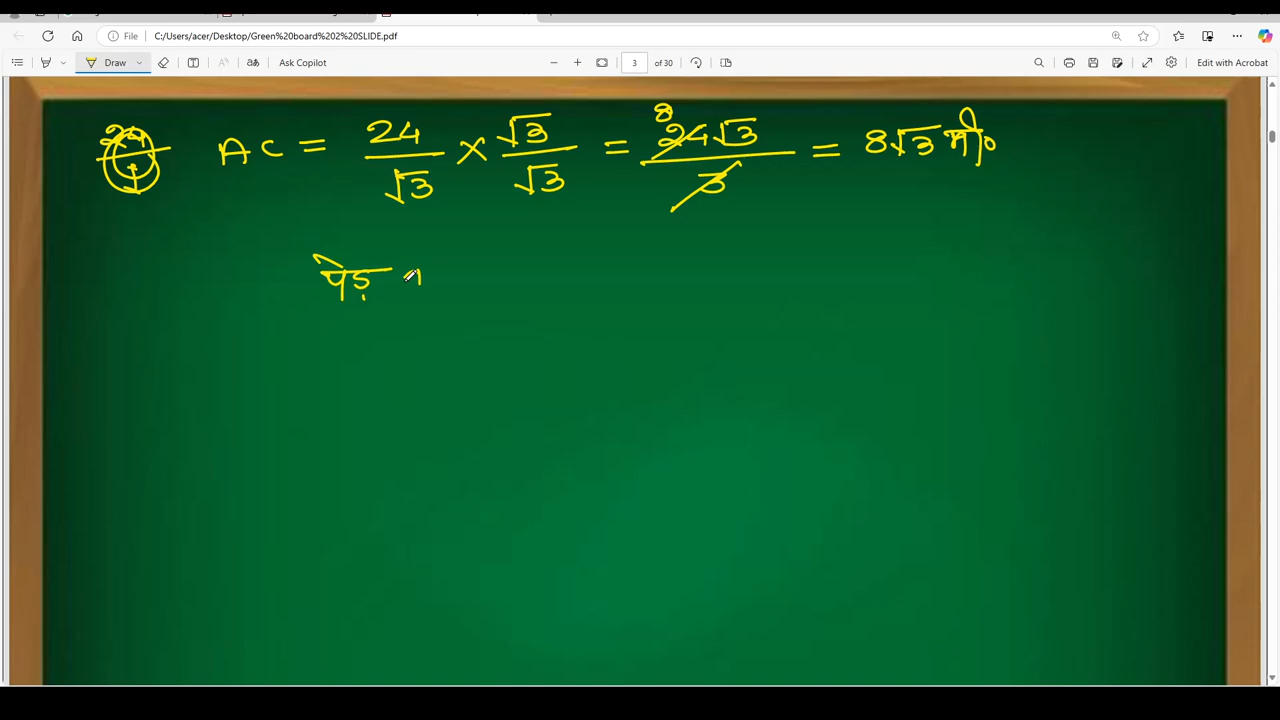 File C:/Users/acer/Desktop/Green%20board%202%20SLIDE.pdf
Draw Ask Copilot 3 of 30 Edit with Acrobat
AC = 24/√3 × √3/√3 = 24√3/3 = 8√3 मी०
8
पेड़